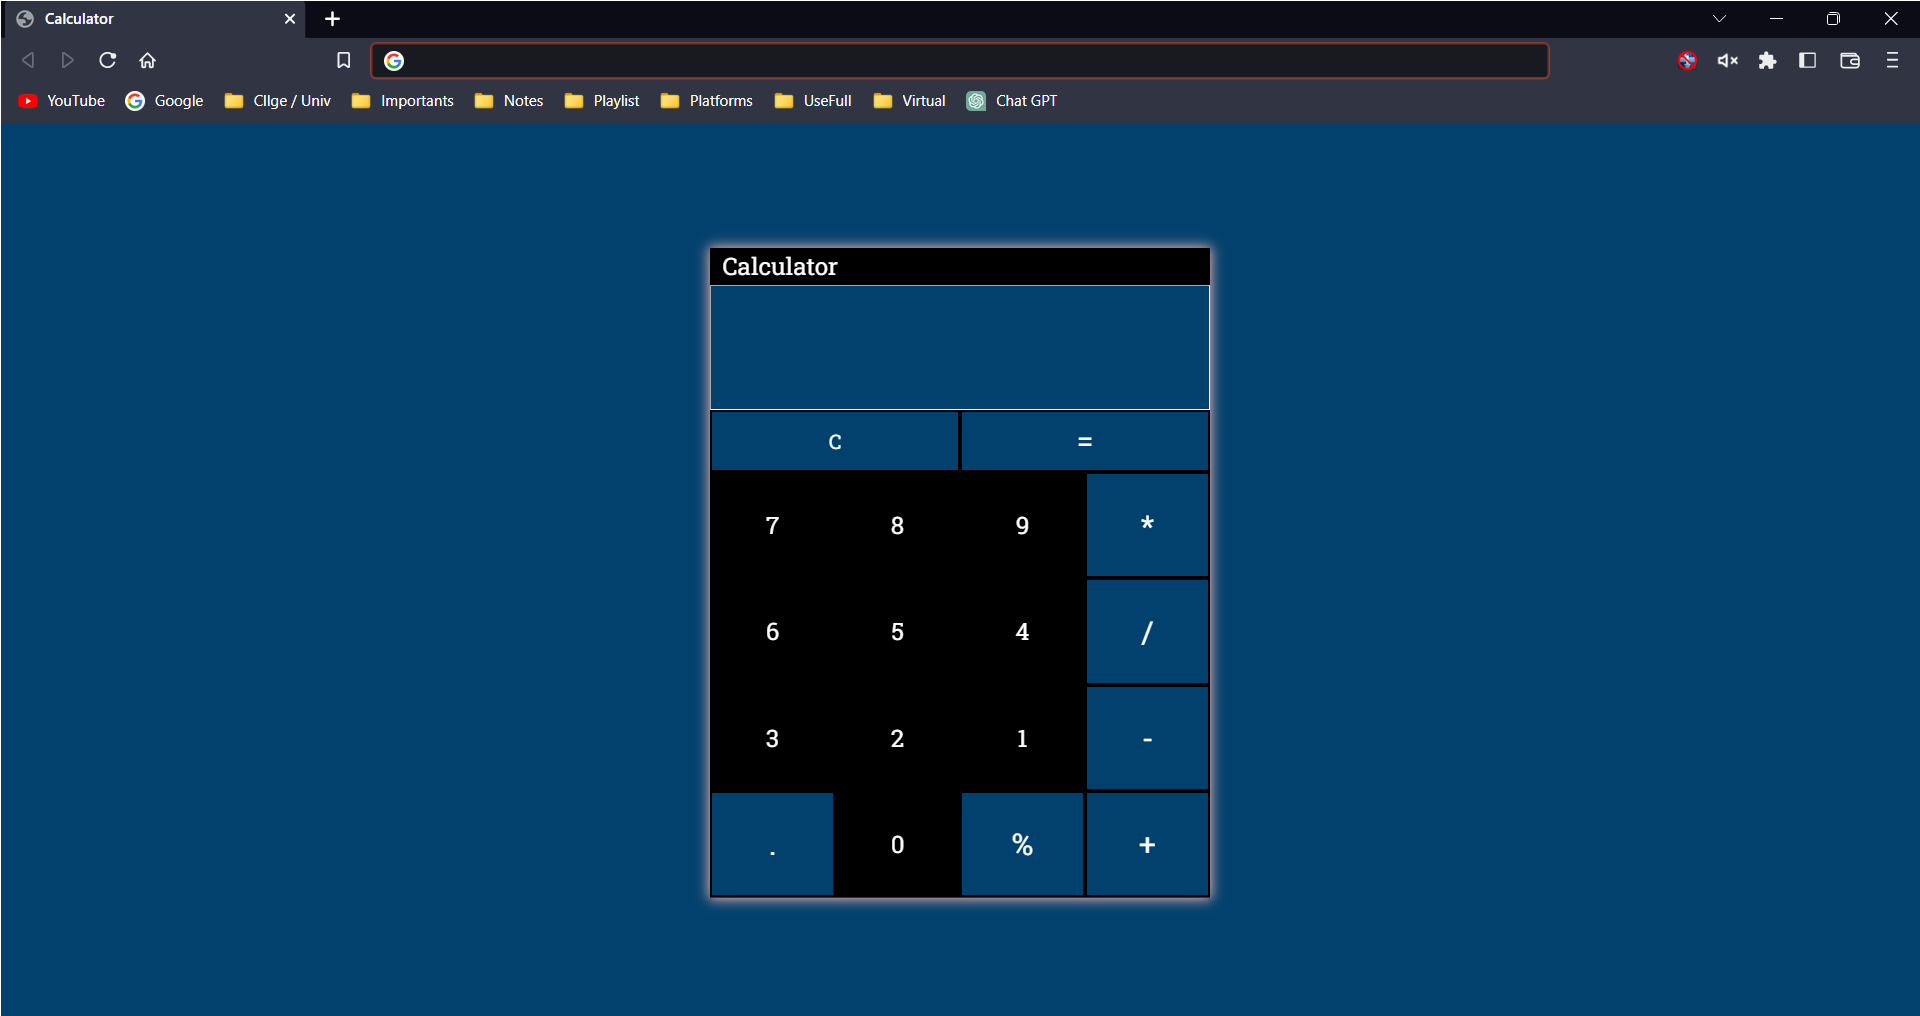 Calculator
YouTube Google Cllge / Univ Importants Notes Playlist Platforms UseFull Virtual Chat GPT
Calculator
C =
7 8 9 *
6 5 4 /
3 2 1 -
. 0 % +